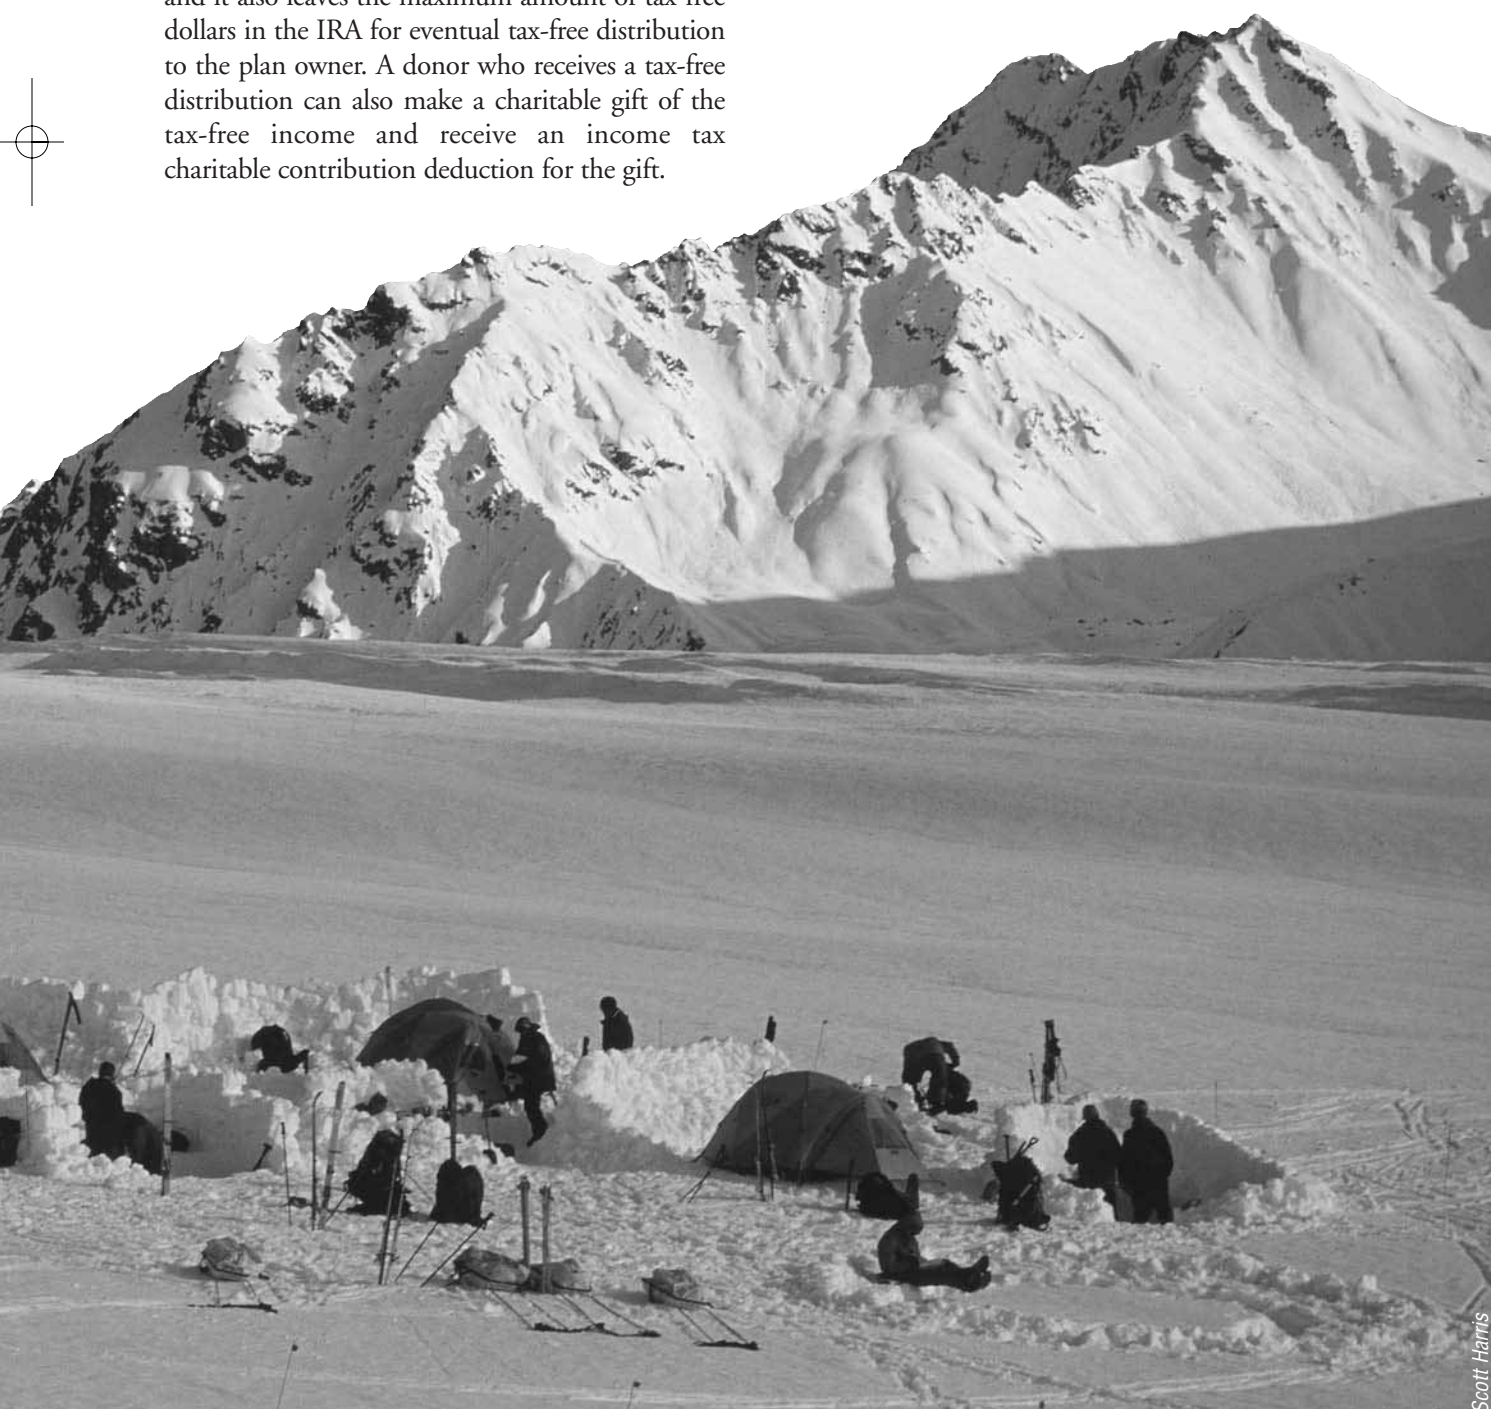 and it also leaves the maximum amount of tax-free
dollars in the IRA for eventual tax-free distribution
to the plan owner. A donor who receives a tax-free
distribution can also make a charitable gift of the
tax-free income and receive an income tax
charitable contribution deduction for the gift.
Scott Harris